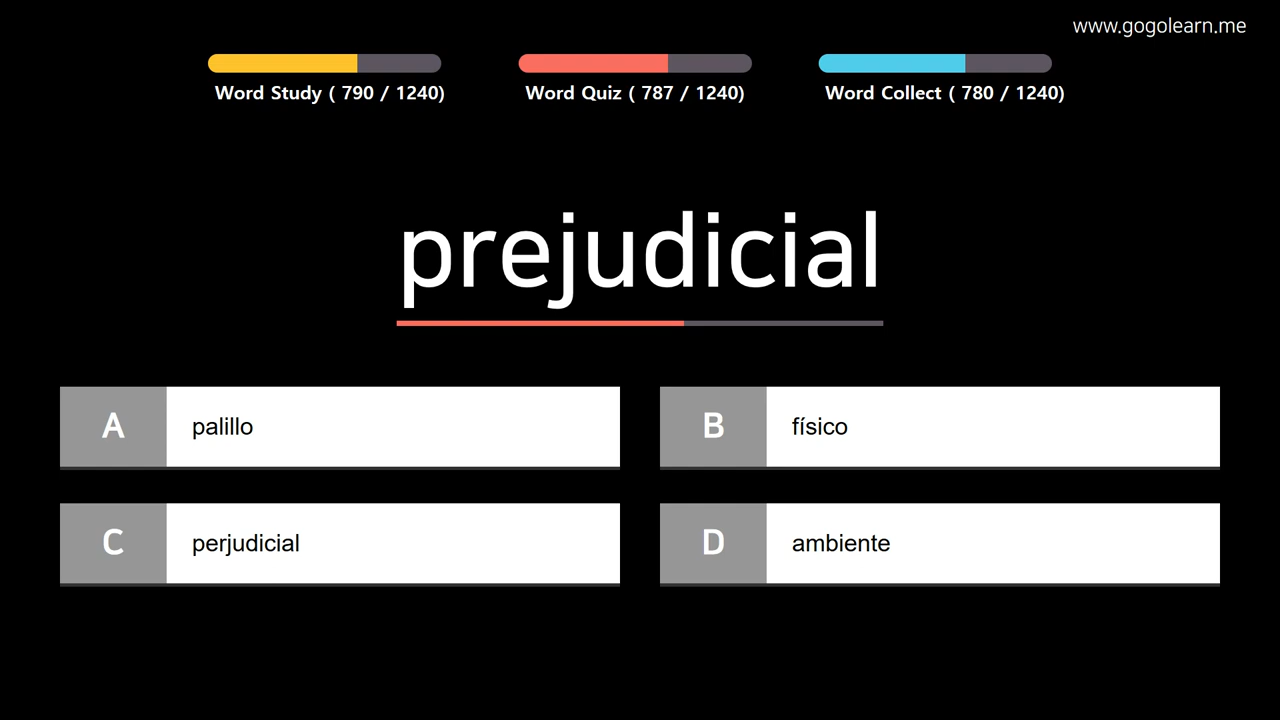 www.gogolearn.me
Word Study ( 790 / 1240)
Word Quiz ( 787 / 1240)
Word Collect ( 780 / 1240)
prejudicial
A palillo
B físico
C perjudicial
D ambiente